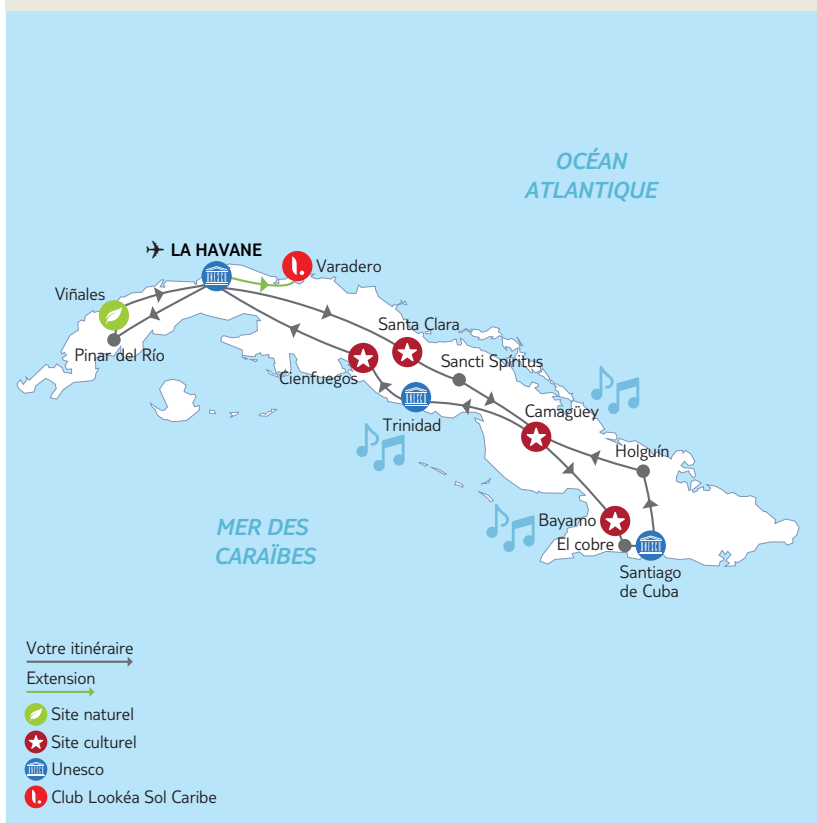 OCÉAN
ATLANTIQUE
LA HAVANE
Varadero
Viñales
Santa Clara
Pinar del Río
Sancti Spíritus
Cienfuegos
Camagüey
Trinidad
Holguín
Bayamo
MER DES
CARAÏBES
El cobre
Santiago
de Cuba
Votre itinéraire
Extension
Site naturel
Site culturel
Unesco
Club Lookéa Sol Caribe